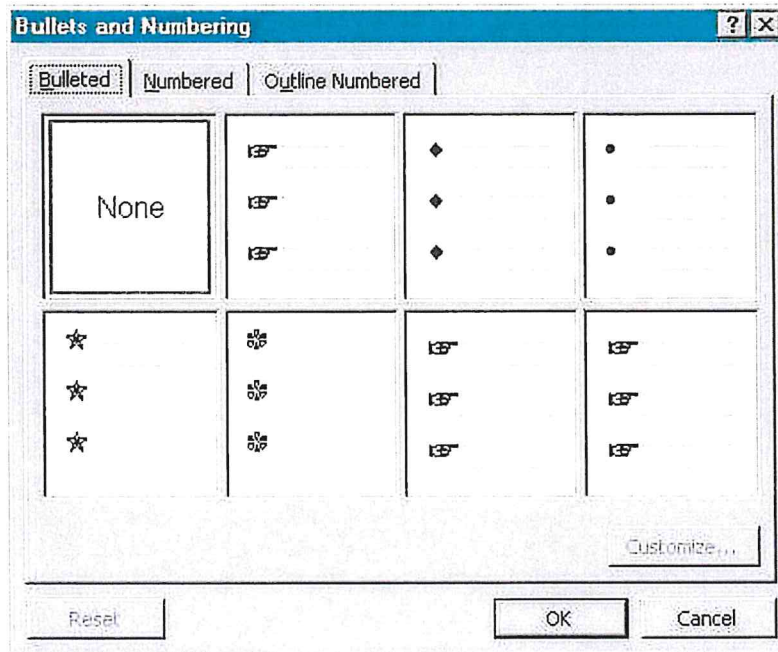 Bullets and Numbering
Bulleted Numbered Outline Numbered
None
Customize...
Reset OK Cancel